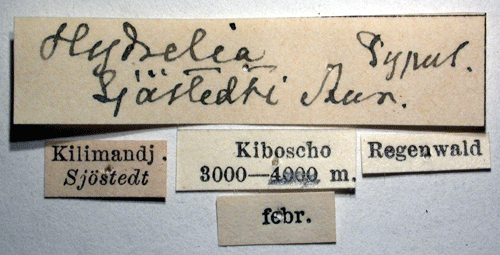 Hydrelia Typus.
Sjöstedti Aur.
Kilimandj.
Sjöstedt
Kiboscho
3000—4000 m.
Regenwald
febr.